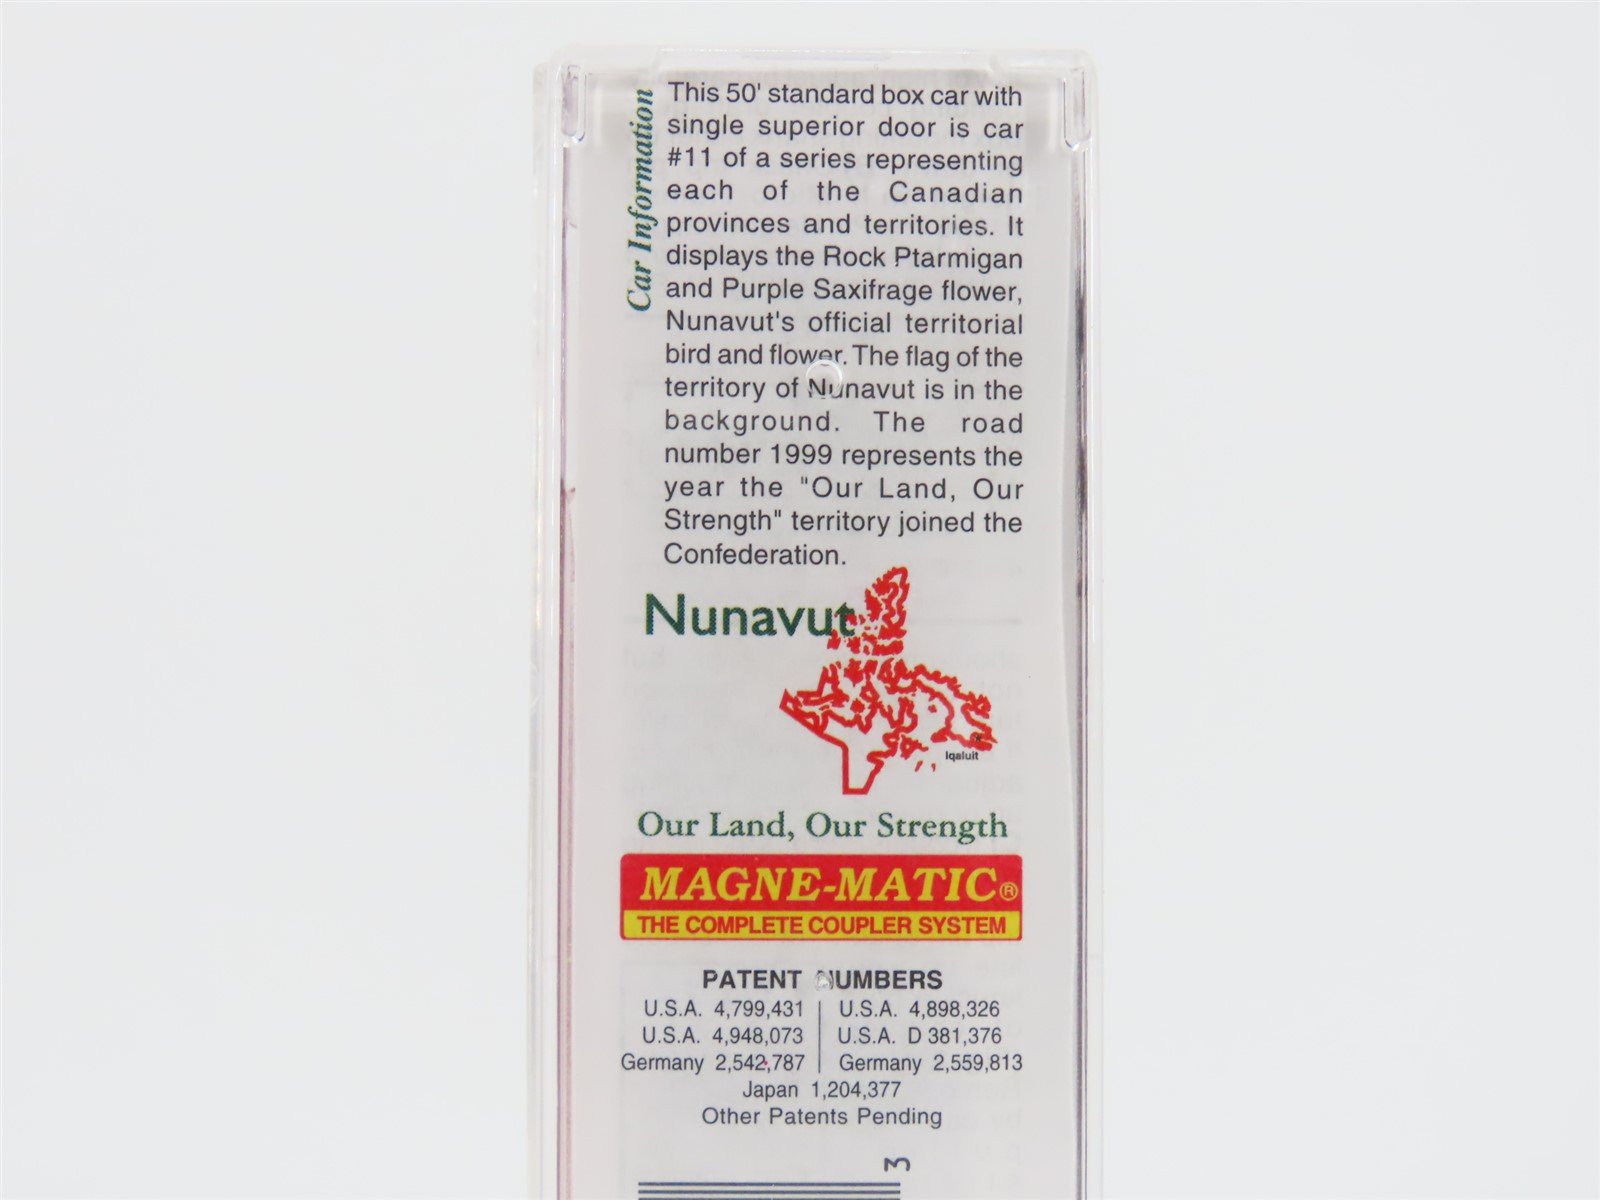 Car Information
This 50' standard box car with
single superior door is car
#11 of a series representing
each of the Canadian
provinces and territories. It
displays the Rock Ptarmigan
and Purple Saxifrage flower,
Nunavut's official territorial
bird and flower. The flag of the
territory of Nunavut is in the
background. The road
number 1999 represents the
year the "Our Land, Our
Strength" territory joined the
Confederation.
Nunavut
Iqaluit
Our Land, Our Strength
MAGNE-MATIC®
THE COMPLETE COUPLER SYSTEM
PATENT NUMBERS
U.S.A. 4,799,431 | U.S.A. 4,898,326
U.S.A. 4,948,073 | U.S.A. D 381,376
Germany 2,542,787 | Germany 2,559,813
Japan 1,204,377
Other Patents Pending
3